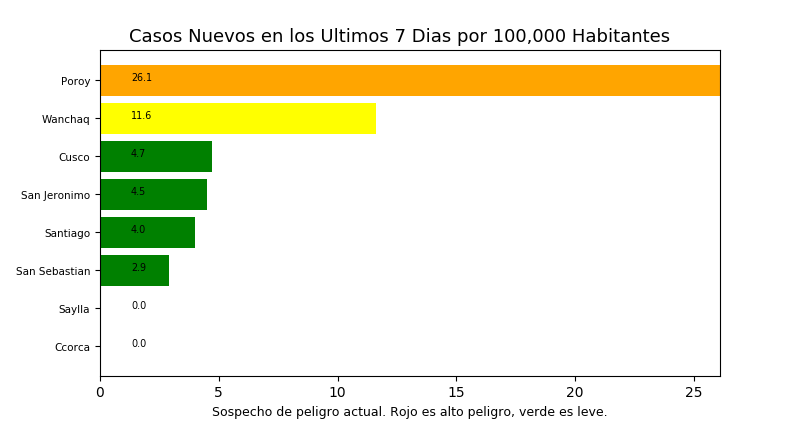 Casos Nuevos en los Ultimos 7 Dias por 100,000 Habitantes
Poroy 26.1
Wanchaq 11.6
Cusco 4.7
San Jeronimo 4.5
Santiago 4.0
San Sebastian 2.9
Saylla 0.0
Ccorca 0.0
0 5 10 15 20 25
Sospecho de peligro actual. Rojo es alto peligro, verde es leve.